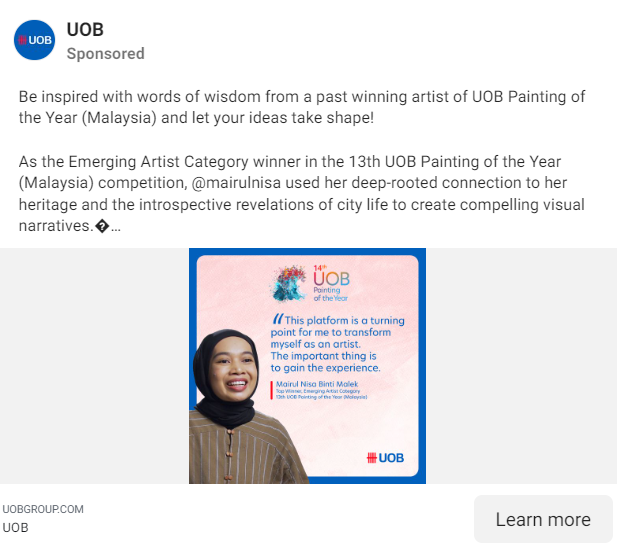 UOB
UOB
Sponsored
Be inspired with words of wisdom from a past winning artist of UOB Painting of
the Year (Malaysia) and let your ideas take shape!
As the Emerging Artist Category winner in the 13th UOB Painting of the Year
(Malaysia) competition, @mairulnisa used her deep-rooted connection to her
heritage and the introspective revelations of city life to create compelling visual
narratives.�...
14th
UOB
Painting
of the Year
“This platform is a turning
point for me to transform
myself as an artist.
The important thing is
to gain the experience.
Mairul Nisa Binti Malek
Top Winner, Emerging Artist Category
13th UOB Painting of the Year (Malaysia)
UOB
UOBGROUP.COM
UOB
Learn more